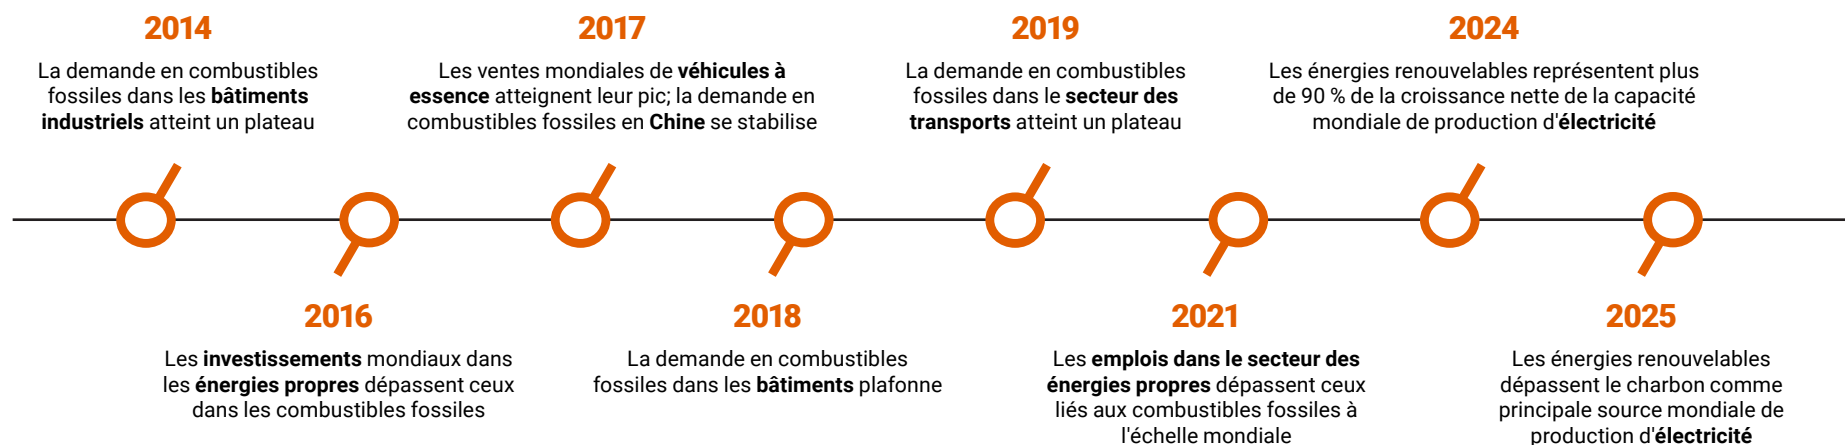 2014
La demande en combustibles
fossiles dans les bâtiments
industriels atteint un plateau
2016
Les investissements mondiaux dans
les énergies propres dépassent ceux
dans les combustibles fossiles
2017
Les ventes mondiales de véhicules à
essence atteignent leur pic; la demande en
combustibles fossiles en Chine se stabilise
2018
La demande en combustibles
fossiles dans les bâtiments plafonne
2019
La demande en combustibles
fossiles dans le secteur des
transports atteint un plateau
2021
Les emplois dans le secteur des
énergies propres dépassent ceux
liés aux combustibles fossiles à
l'échelle mondiale
2024
Les énergies renouvelables représentent plus
de 90 % de la croissance nette de la capacité
mondiale de production d'électricité
2025
Les énergies renouvelables
dépassent le charbon comme
principale source mondiale de
production d'électricité